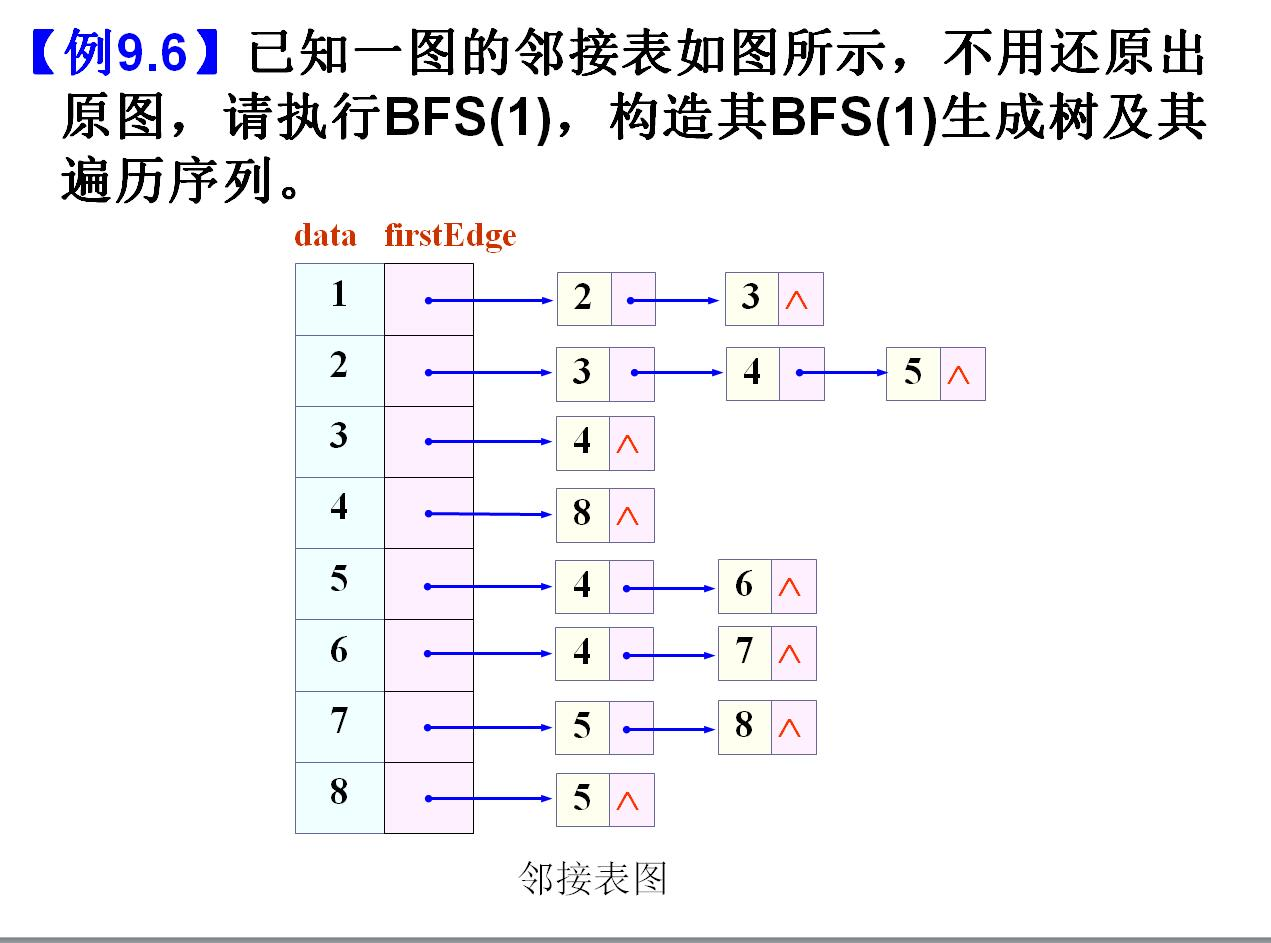 【例9.6】已知一图的邻接表如图所示，不用还原出
原图，请执行BFS(1)，构造其BFS(1)生成树及其
遍历序列。
data firstEdge
1 2 3 ∧
2 3 4 5 ∧
3 4 ∧
4 8 ∧
5 4 6 ∧
6 4 7 ∧
7 5 8 ∧
8 5 ∧
邻接表图